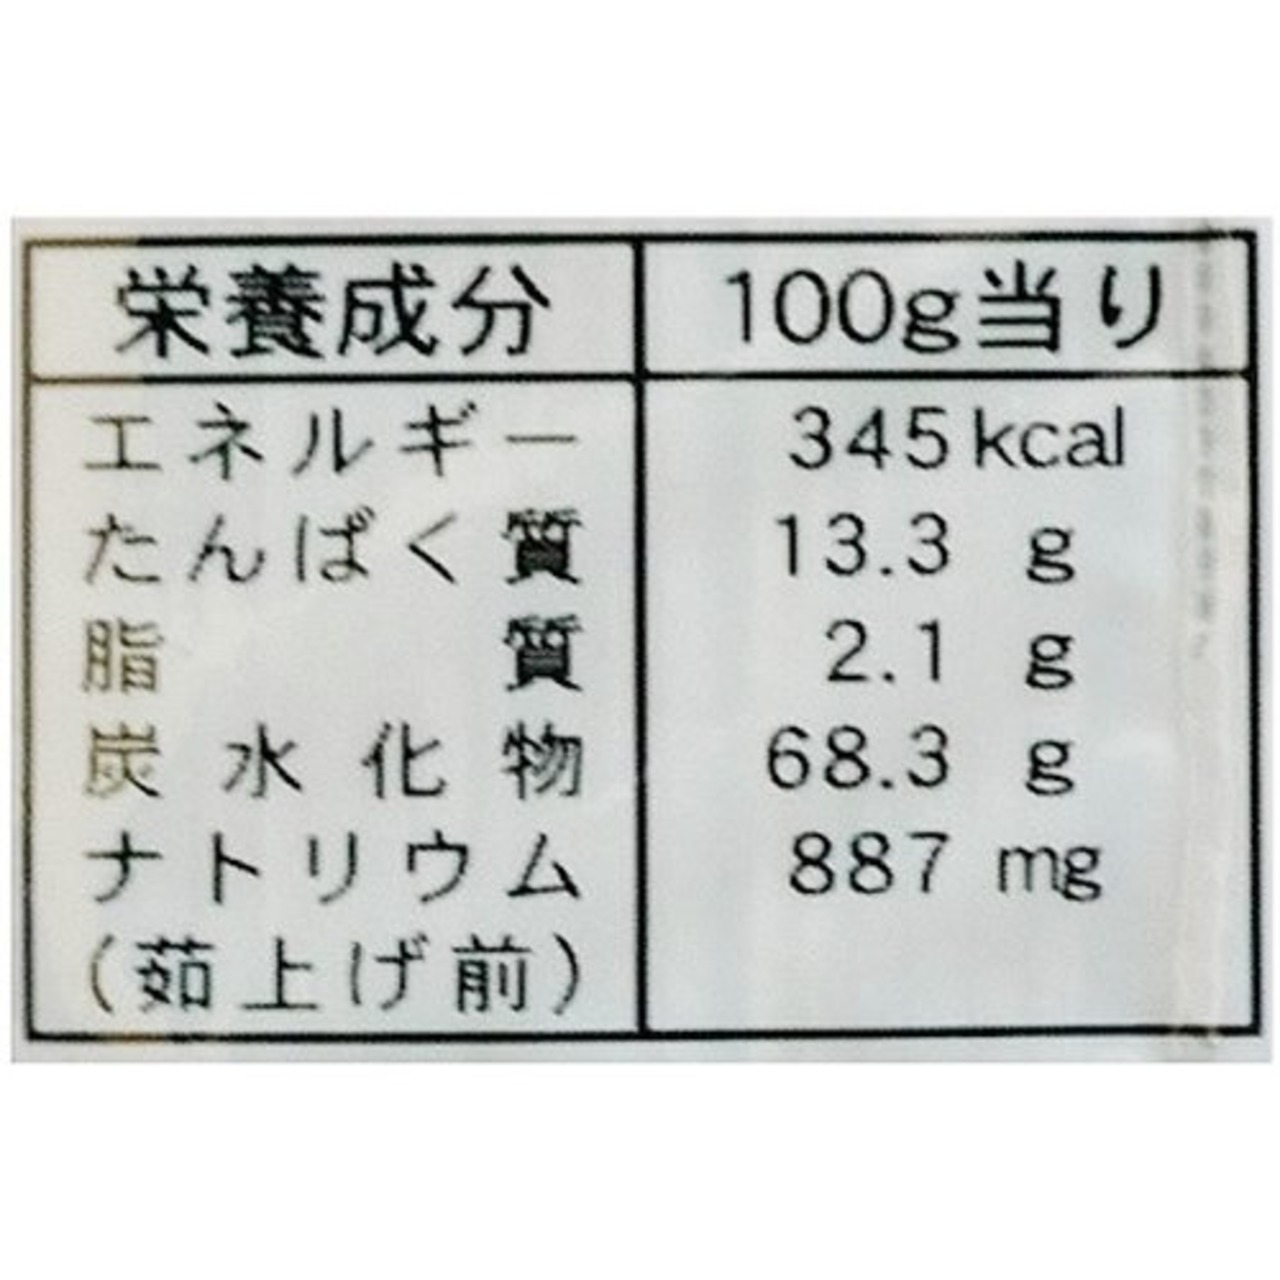 栄養成分 100g当り
エネルギー 345kcal
たんぱく質 13.3 g
脂質 2.1 g
炭水化物 68.3 g
ナトリウム 887 mg
(茹上げ前)